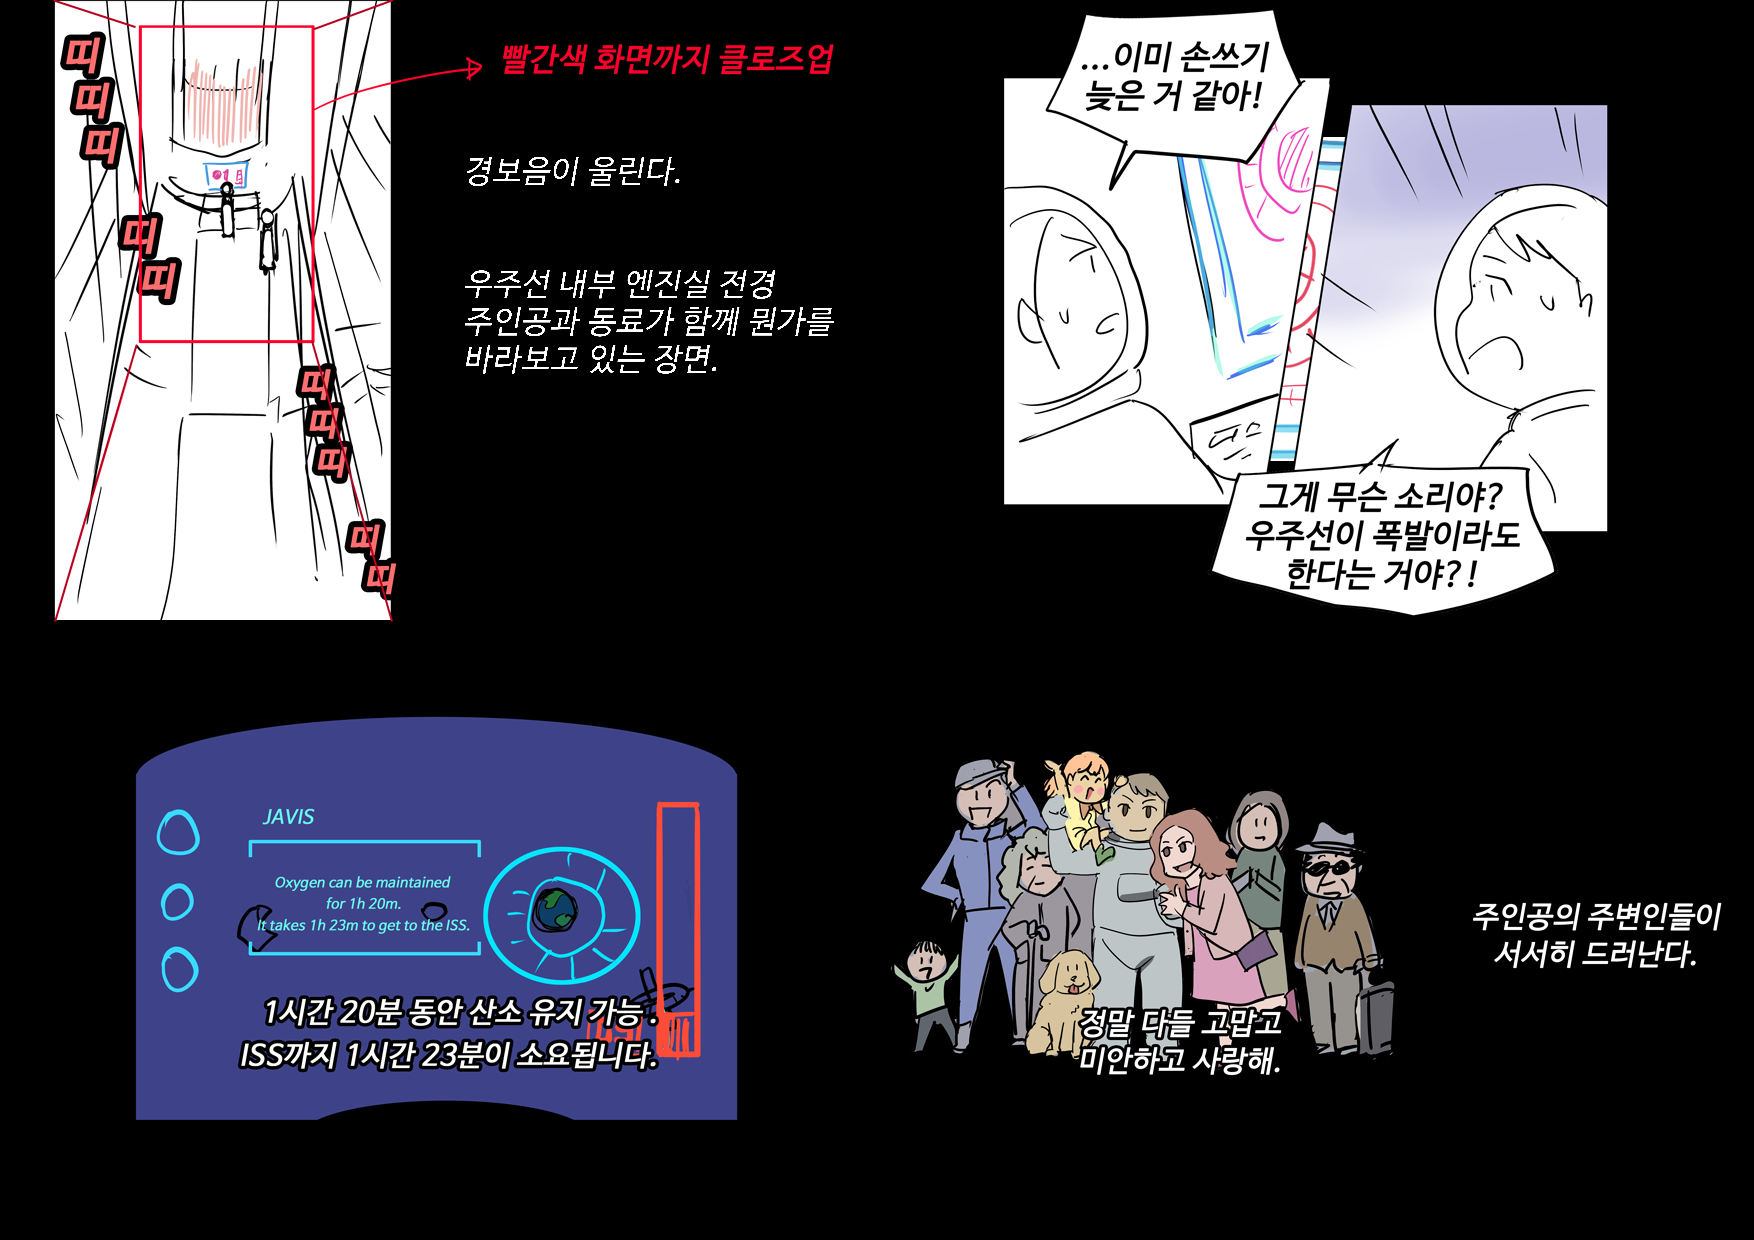 띠
띠
띠
띠
띠
띠
띠
띠
띠
띠
빨간색 화면까지 클로즈업
경보음이 울린다.
우주선 내부 엔진실 전경
주인공과 동료가 함께 뭔가를
바라보고 있는 장면.
...이미 손쓰기
늦은 거 같아!
그게 무슨 소리야?
우주선이 폭발이라도
한다는 거야?!
JAVIS
Oxygen can be maintained
for 1h 20m.
It takes 1h 23m to get to the ISS.
1시간 20분 동안 산소 유지 가능.
ISS까지 1시간 23분이 소요됩니다.
정말 다들 고맙고
미안하고 사랑해.
주인공의 주변인들이
서서히 드러난다.